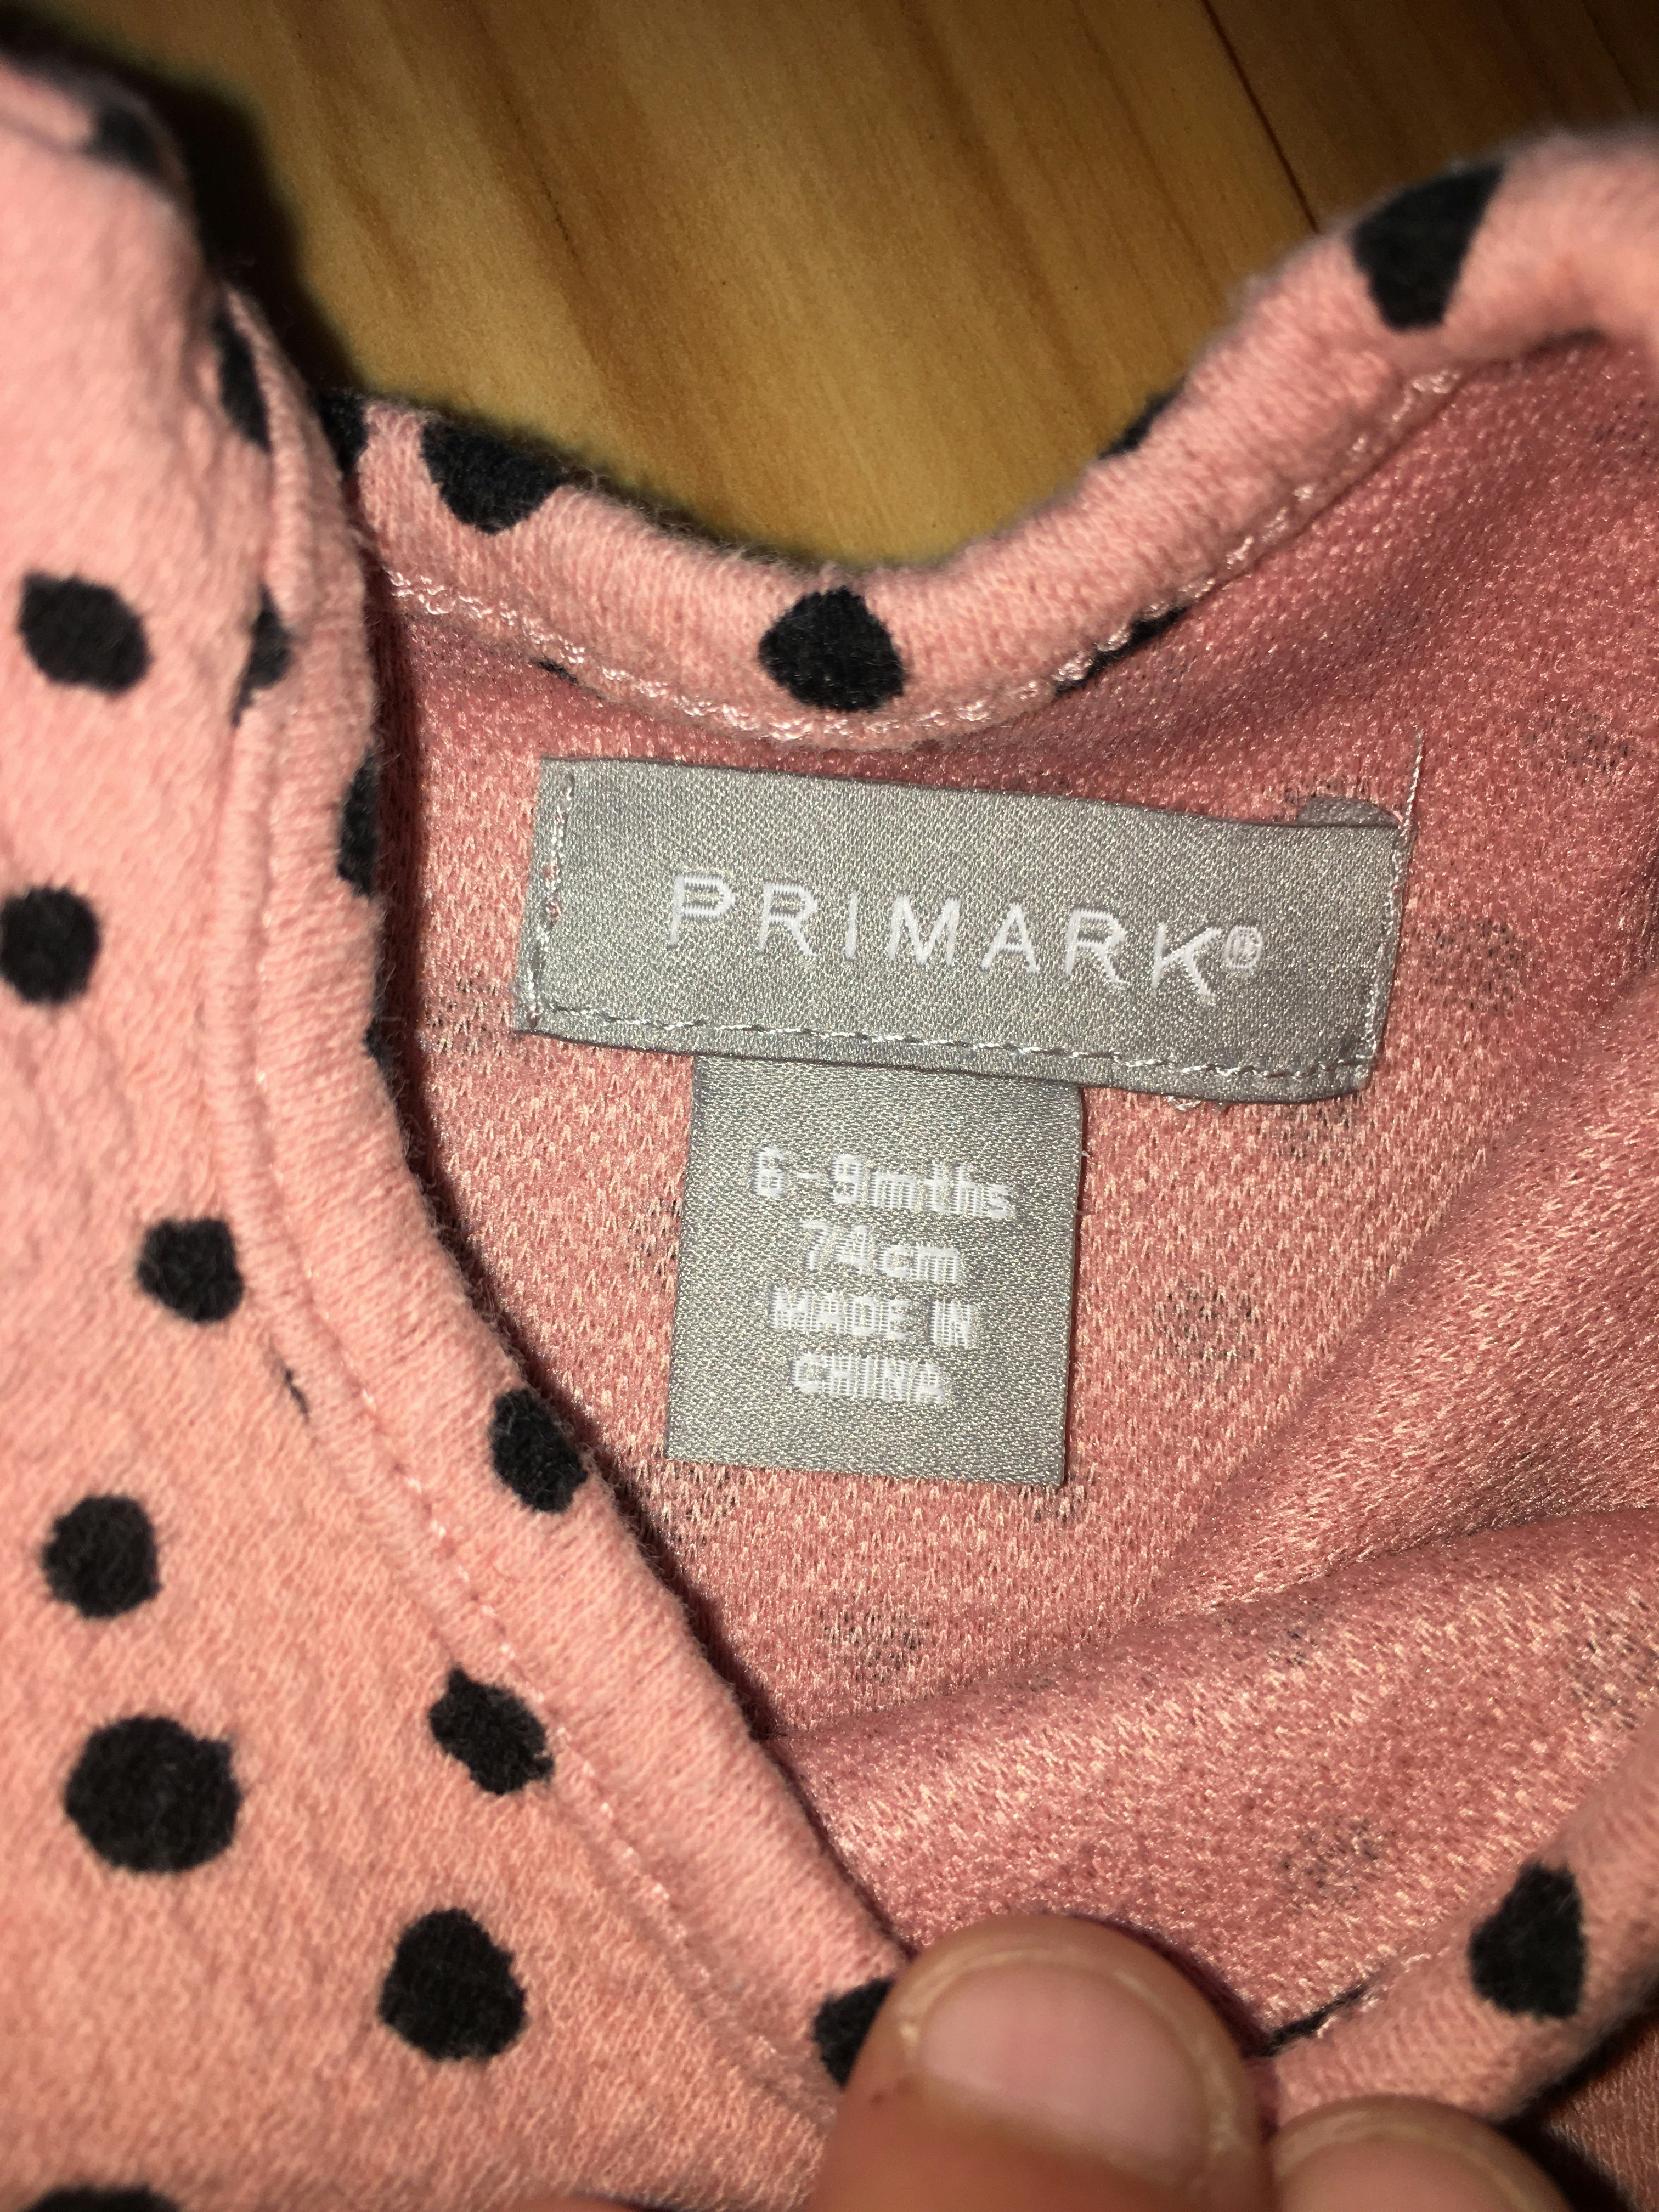 PRIMARK®
6-9mths
74cm
MADE IN
CHINA